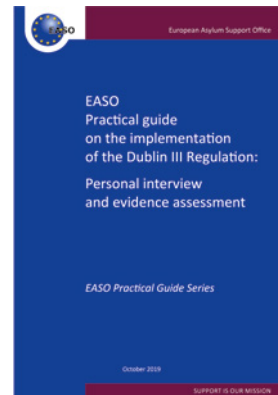 EASO
European Asylum Support Office
EASO
Practical guide
on the implementation
of the Dublin III Regulation:
Personal interview
and evidence assessment
EASO Practical Guide Series
October 2019
SUPPORT IS OUR MISSION